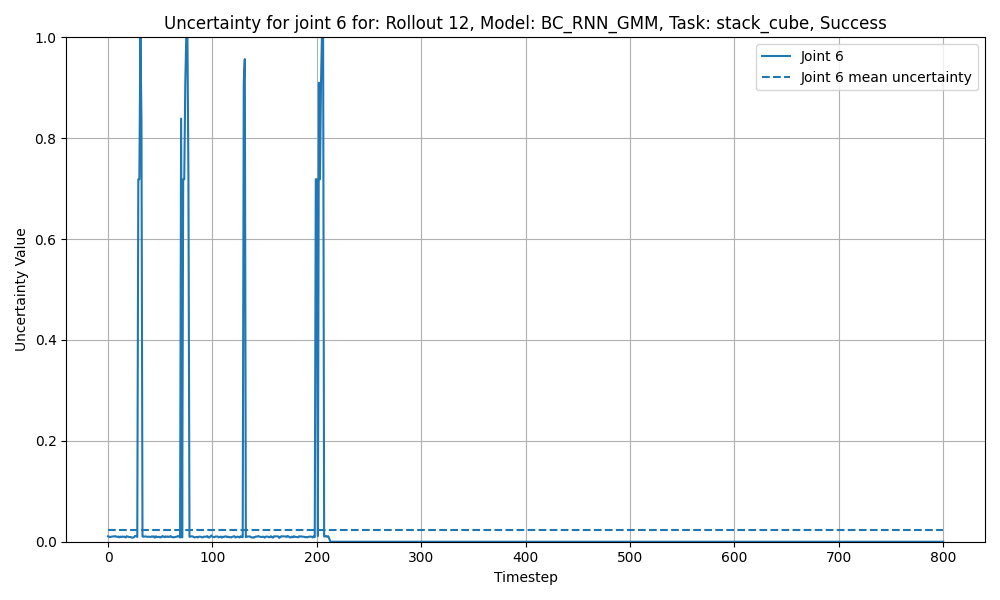 Uncertainty for joint 6 for: Rollout 12, Model: BC_RNN_GMM, Task: stack_cube, Success
Joint 6
Joint 6 mean uncertainty
Uncertainty Value
1.0
0.8
0.6
0.4
0.2
0.0
0 100 200 300 400 500 600 700 800
Timestep